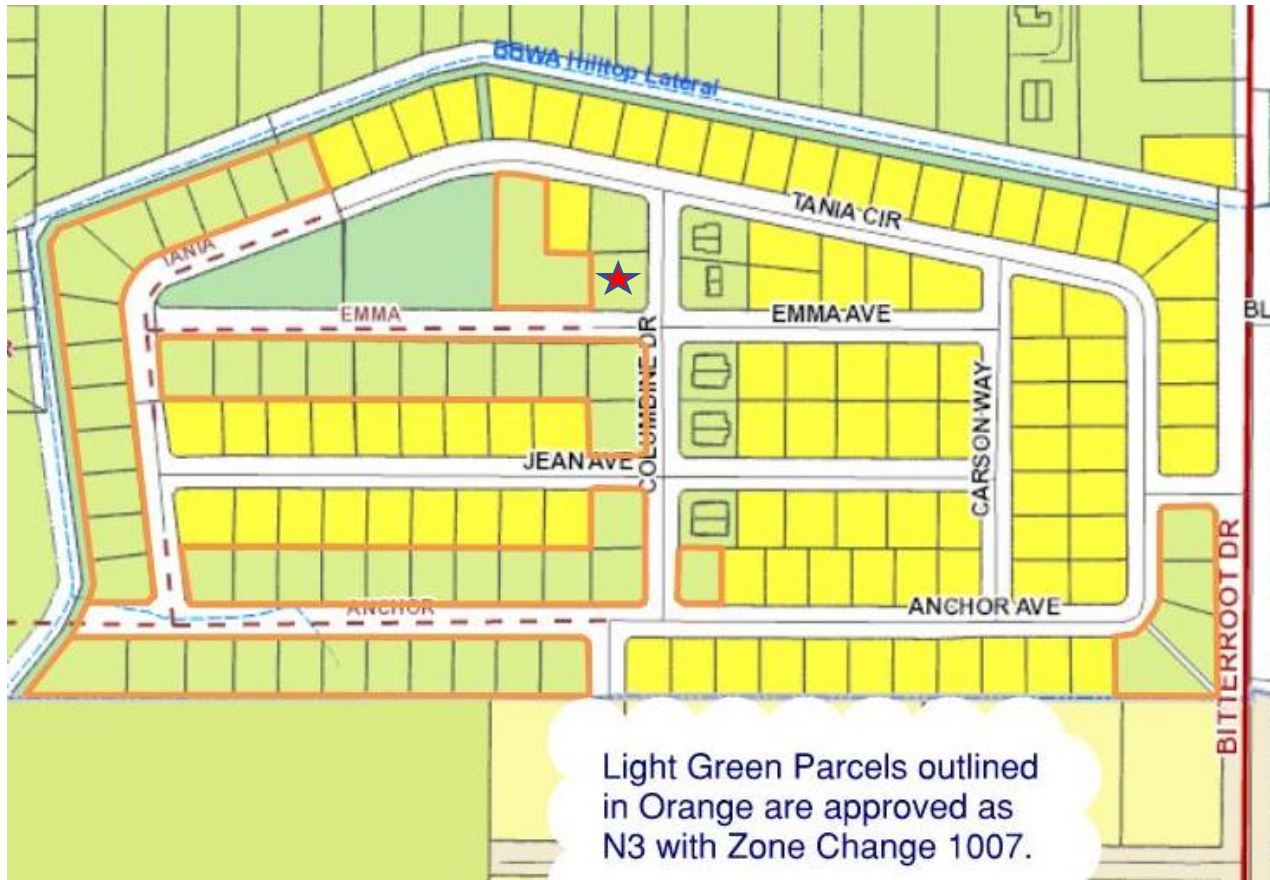 BBWA Hilltop Lateral
TANIA CIR
TANIA
EMMA
EMMA AVE
BL
COLUMBINE DR
CARSON WAY
JEAN AVE
ANCHOR
ANCHOR AVE
BITTERROOT DR
Light Green Parcels outlined
in Orange are approved as
N3 with Zone Change 1007.